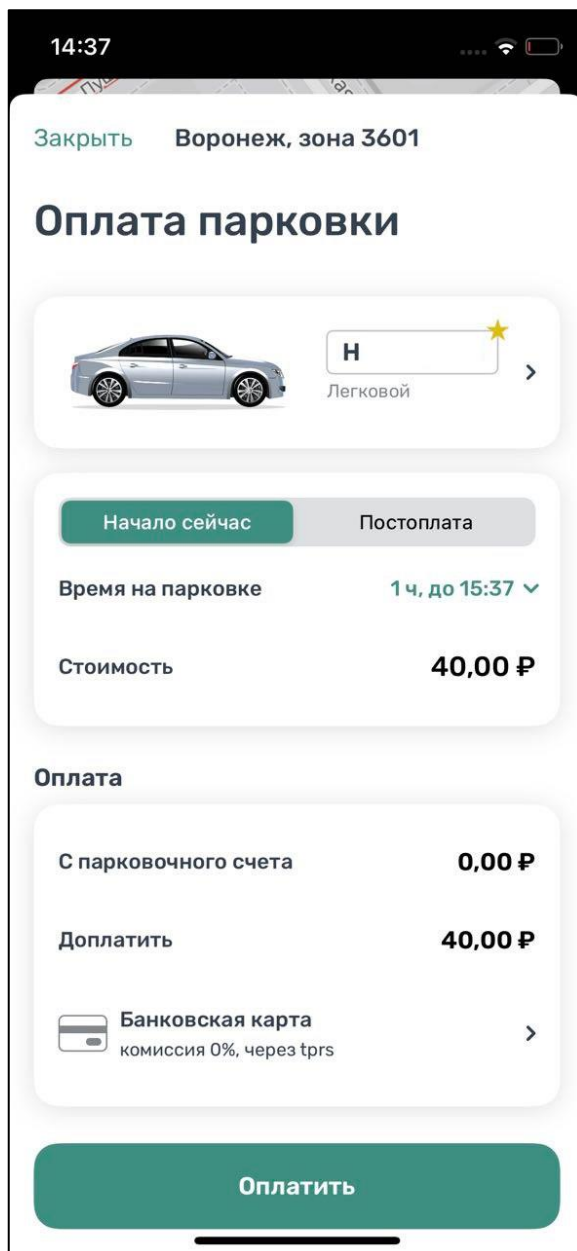 14:37
Закрыть Воронеж, зона 3601
Оплата парковки
Н
Легковой
Начало сейчас Постоплата
Время на парковке 1 ч, до 15:37
Стоимость 40,00 ₽
Оплата
С парковочного счета 0,00 ₽
Доплатить 40,00 ₽
Банковская карта
комиссия 0%, через tprs
Оплатить